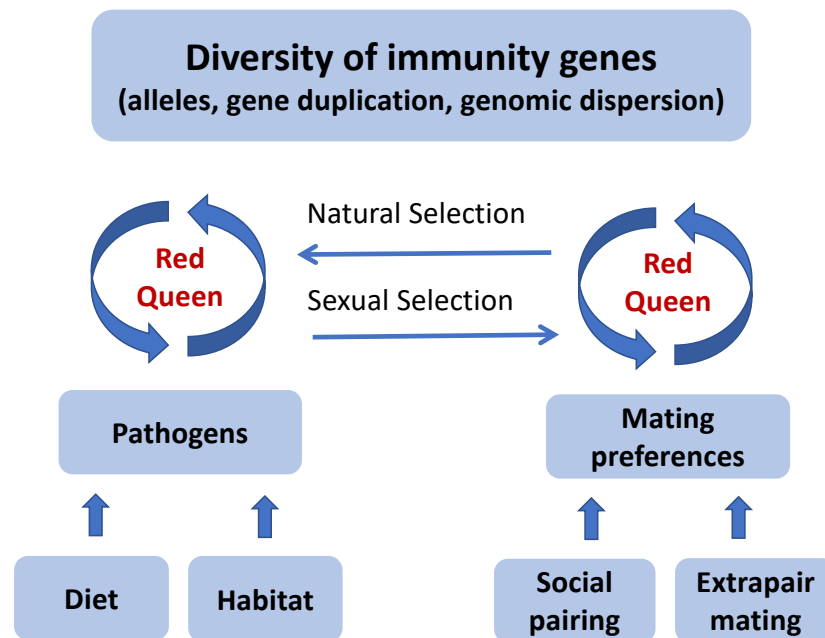 Diversity of immunity genes
(alleles, gene duplication, genomic dispersion)
Natural Selection
Red
Queen
Red
Queen
Sexual Selection
Pathogens
Mating
preferences
Diet
Habitat
Social
pairing
Extrapair
mating